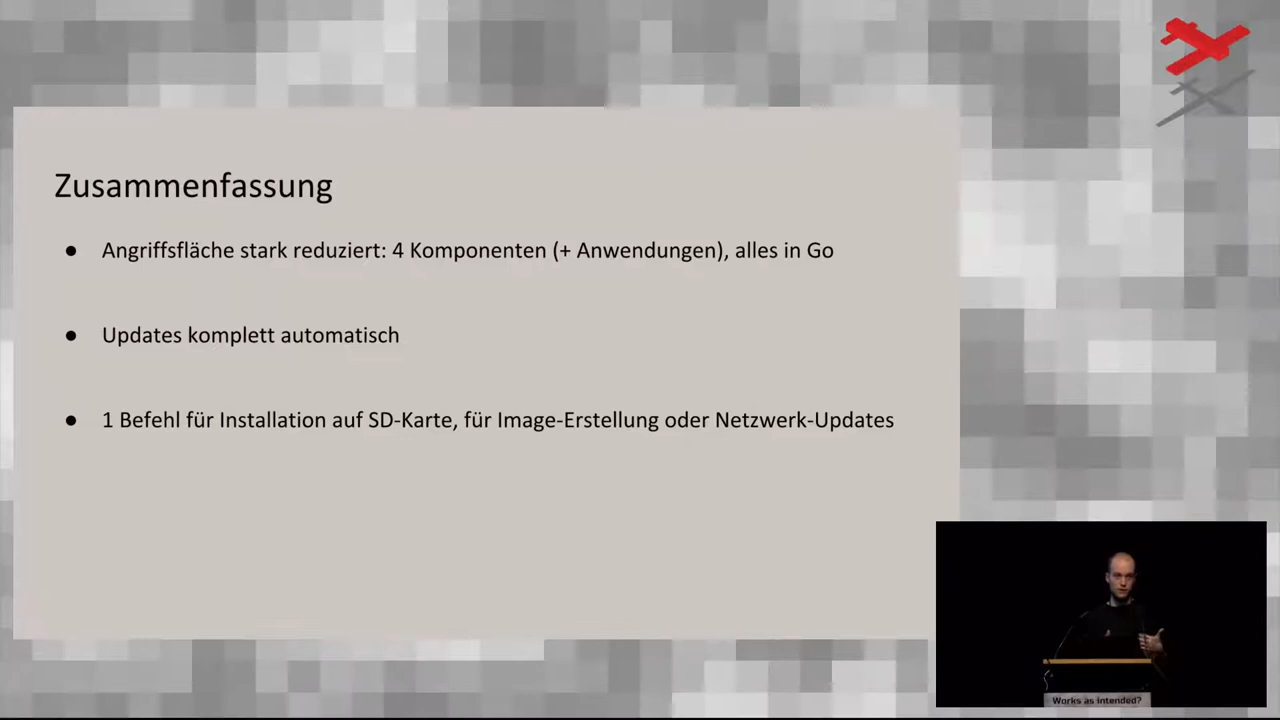 Zusammenfassung
● Angriffsfläche stark reduziert: 4 Komponenten (+ Anwendungen), alles in Go
● Updates komplett automatisch
● 1 Befehl für Installation auf SD-Karte, für Image-Erstellung oder Netzwerk-Updates
Works as intended?